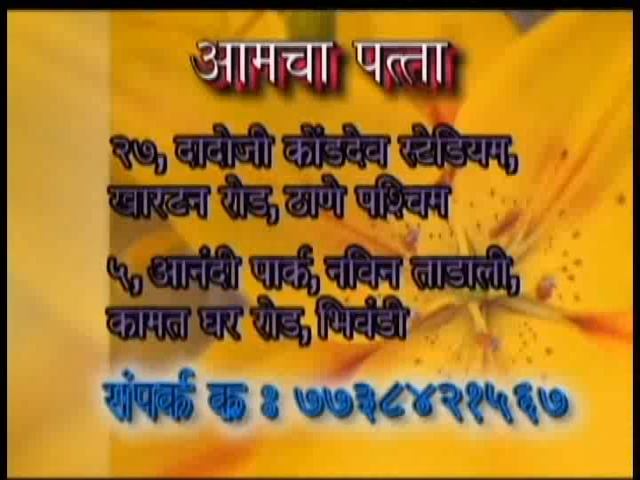 आमचा पत्ता
२७, दादोजी कोंडदेव स्टेडियम,
खारटन रोड, ठाणे पश्चिम
५, आनंदी पार्क, नविन ताडाली,
कामत घर रोड, भिवंडी
संपर्क क्र : ७७३८४२१५६७